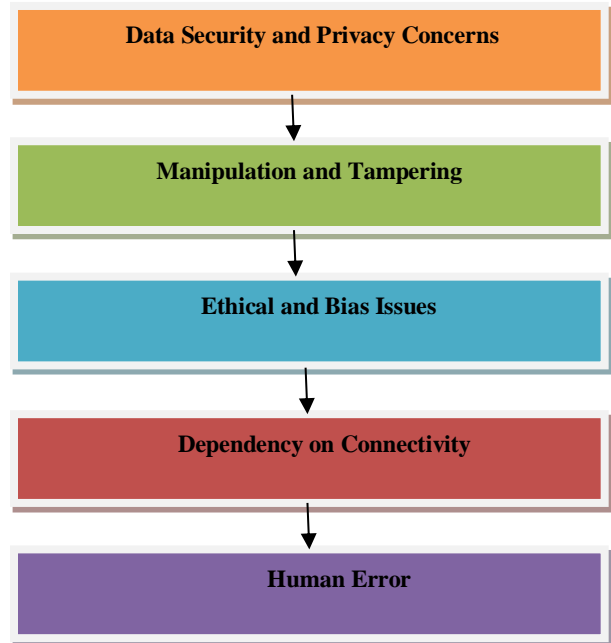 Data Security and Privacy Concerns
Manipulation and Tampering
Ethical and Bias Issues
Dependency on Connectivity
Human Error